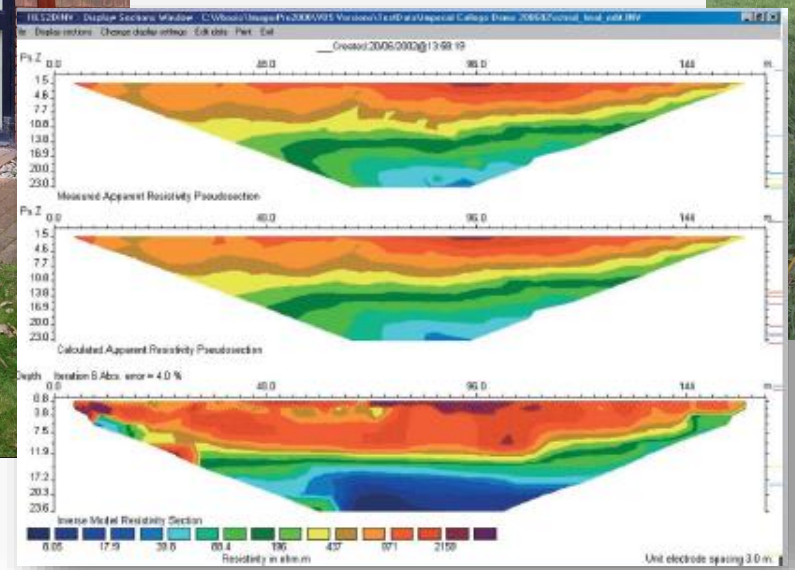 RES2DINV - Display Sections Window - C:\
Display sections Change display settings Edit data Print Exit
Created 20/06/2002@13:58:19
Ps.Z 0.0 48.0 96.0 144 m.
1.5
4.6
7.7
10.8
13.8
16.9
20.0
23.0
Measured Apparent Resistivity Pseudosection
Ps.Z 0.0 48.0 96.0 144 m.
1.5
4.6
7.7
10.8
13.8
16.9
20.0
23.0
Calculated Apparent Resistivity Pseudosection
Depth Iteration 6 Abs. error = 4.0 %
0.0 48.0 96.0 144 m.
0.8
3.8
7.5
11.9
17.2
20.3
23.6
Inverse Model Resistivity Section
17.9 39.8 88.4 196 437 971 2158
Resistivity in ohm.m
Unit electrode spacing 3.0 m.